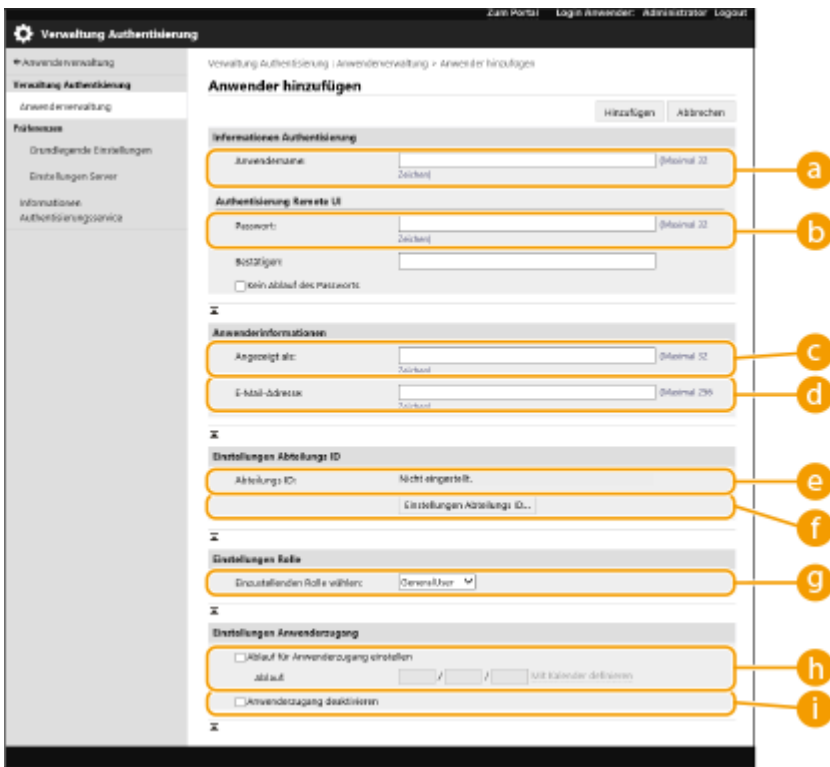 Zum Portal Login Anwender: Administrator Logout
Verwaltung Authentisierung
Anwenderverwaltung
Verwaltung Authentisierung : Anwenderverwaltung > Anwender hinzufügen
Verwaltung Authentisierung
Anwender hinzufügen
Anwenderverwaltung
Hinzufügen Abbrechen
Präferenzen
Grundlegende Einstellungen
Einstellungen Server
Informationen
Authentisierungsservice
Informationen Authentisierung
Anwendername: (Maximal 32
Zeichen)
a
Authentisierung Remote UI
Passwort: (Maximal 32
Zeichen)
b
Bestätigen:
Kein Ablauf des Passworts
Anwenderinformationen
Angezeigt als: (Maximal 32
Zeichen)
c
E-Mail-Adresse: (Maximal 256
Zeichen)
d
Einstellungen Abteilungs ID
Abteilungs ID: Nicht eingestellt.
e
Einstellungen Abteilungs ID...
f
Einstellungen Rolle
Einzustellenden Rolle wählen: GeneralUser
g
Einstellungen Anwenderzugang
Ablauf für Anwenderzugang einstellen
Ablauf: / / Mit Kalender definieren
h
Anwenderzugang deaktivieren
i